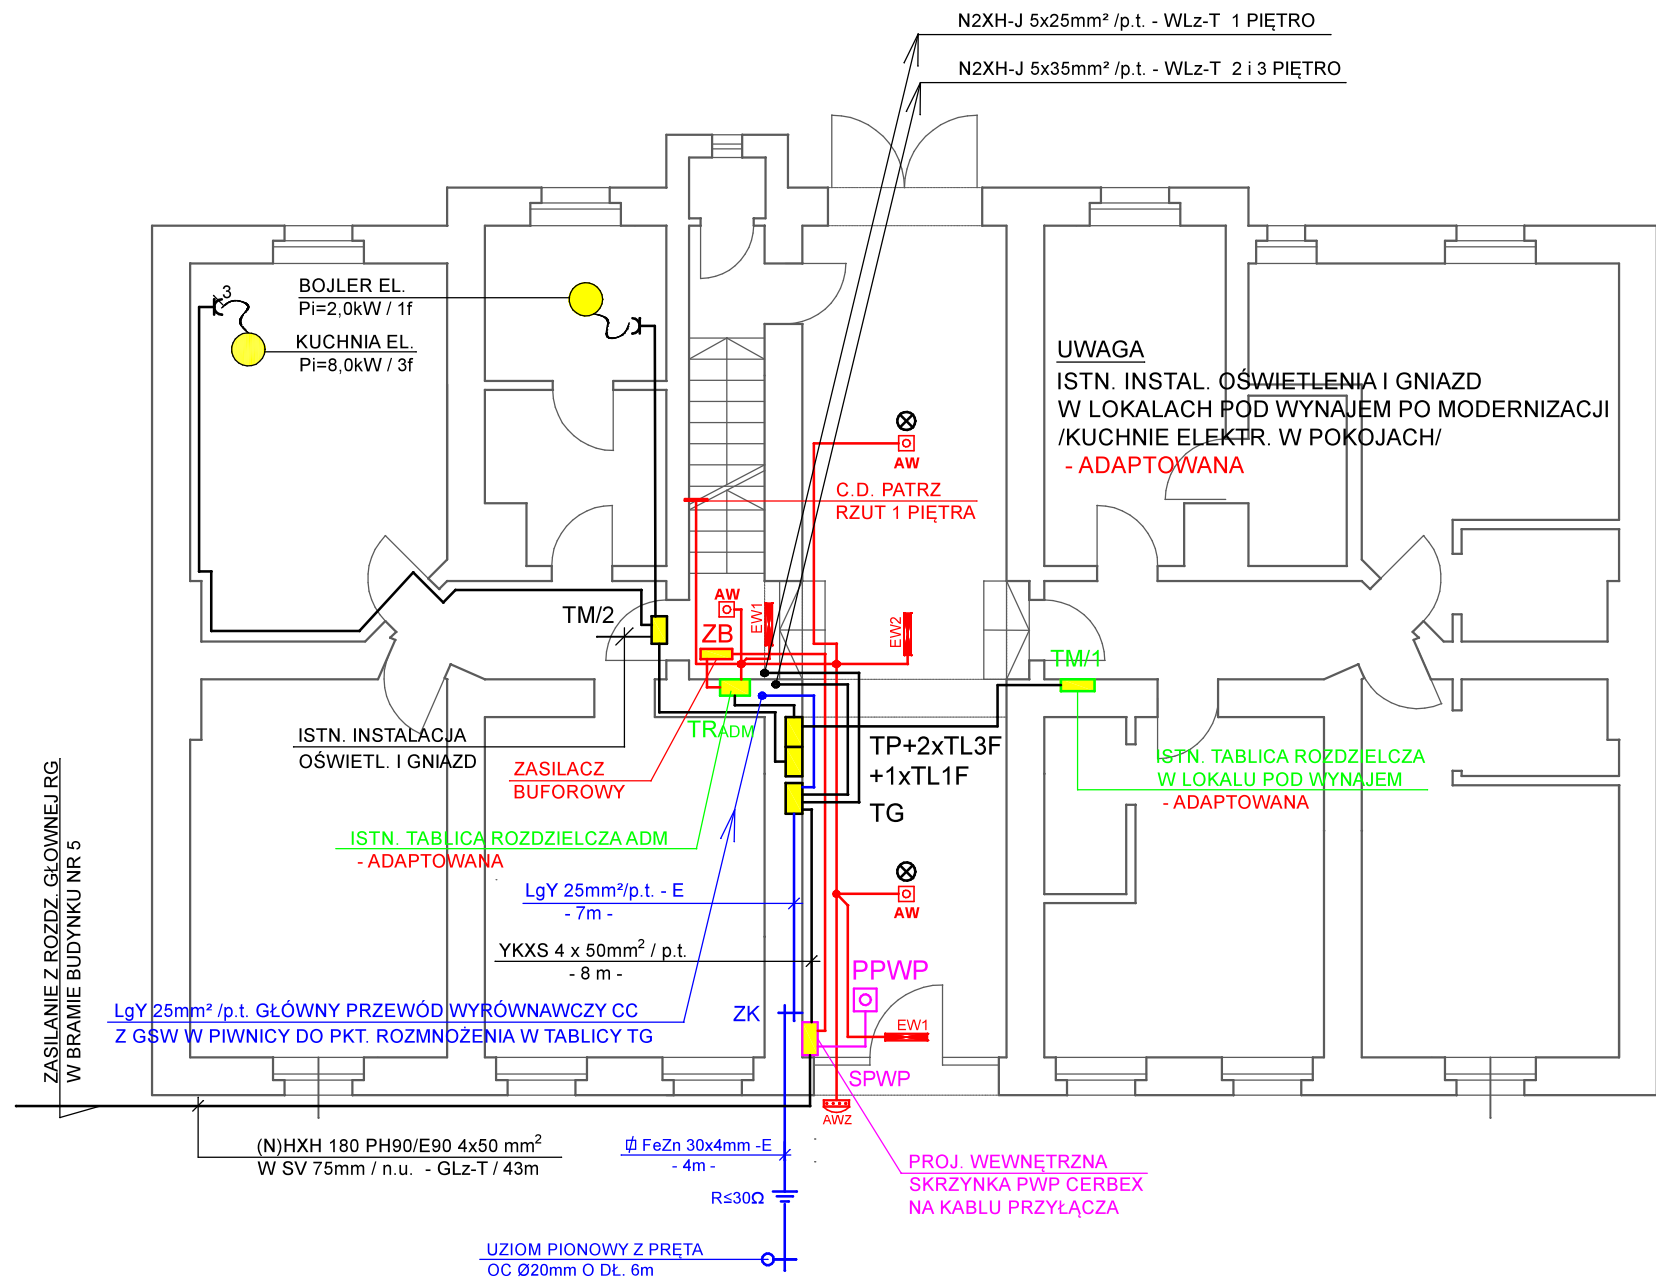 N2XH-J 5x25mm² /p.t. - WLz-T 1 PIĘTRO
N2XH-J 5x35mm² /p.t. - WLz-T 2 i 3 PIĘTRO
3
BOJLER EL.
Pi=2,0kW / 1f
KUCHNIA EL.
Pi=8,0kW / 3f
UWAGA
ISTN. INSTAL. OŚWIETLENIA I GNIAZD
W LOKALACH POD WYNAJEM PO MODERNIZACJI
/KUCHNIE ELEKTR. W POKOJACH/
- ADAPTOWANA
AW
C.D. PATRZ
RZUT 1 PIĘTRA
TM/2
AW
ZB
EW1
EW2
TM/1
TRADM
ISTN. INSTALACJA
OŚWIETL. I GNIAZD
TP+2xTL3F
+1xTL1F
TG
ZASILACZ
BUFOROWY
ISTN. TABLICA ROZDZIELCZA
W LOKALU POD WYNAJEM
- ADAPTOWANA
ISTN. TABLICA ROZDZIELCZA ADM
- ADAPTOWANA
ZASILANIE Z ROZDZ. GŁOWNEJ RG
W BRAMIE BUDYNKU NR 5
LgY 25mm²/p.t. - E
- 7m -
AW
YKXS 4 x 50mm² / p.t.
- 8 m -
PPWP
LgY 25mm² /p.t. GŁÓWNY PRZEWÓD WYRÓWNAWCZY CC
Z GSW W PIWNICY DO PKT. ROZMNOŻENIA W TABLICY TG
ZK
EW1
SPWP
AWZ
(N)HXH 180 PH90/E90 4x50 mm²
W SV 75mm / n.u. - GLz-T / 43m
FeZn 30x4mm -E
- 4m -
R≤30Ω
PROJ. WEWNĘTRZNA
SKRZYNKA PWP CERBEX
NA KABLU PRZYŁĄCZA
UZIOM PIONOWY Z PRĘTA
OC Ø20mm O DŁ. 6m